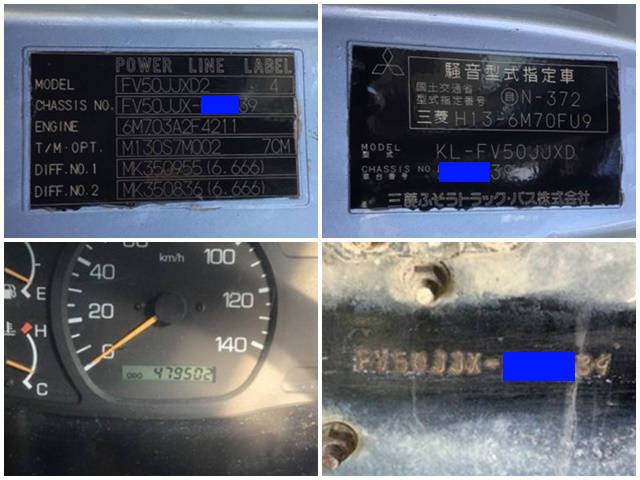 POWER LINE LABEL
MODEL FV50JJXD2 4
CHASSIS NO. FV50JJX- 39
ENGINE 6M703A2F4211
T/M·OPT. M130S7M002 7CM
DIFF.NO.1 MK350955(6.666)
DIFF.NO.2 MK350836(6.666)
騒音型式指定車
国土交通省
型式指定番号 自N-372
三菱 H13-6M70FU9
MODEL KL-FV50JJXD
型式
CHASSIS NO.
車台番号
三菱ふそうトラック・バス株式会社
60 80
km/h 100
40
120
20
140
0
E
H
C
ODO 479502
FV50JJX- 39